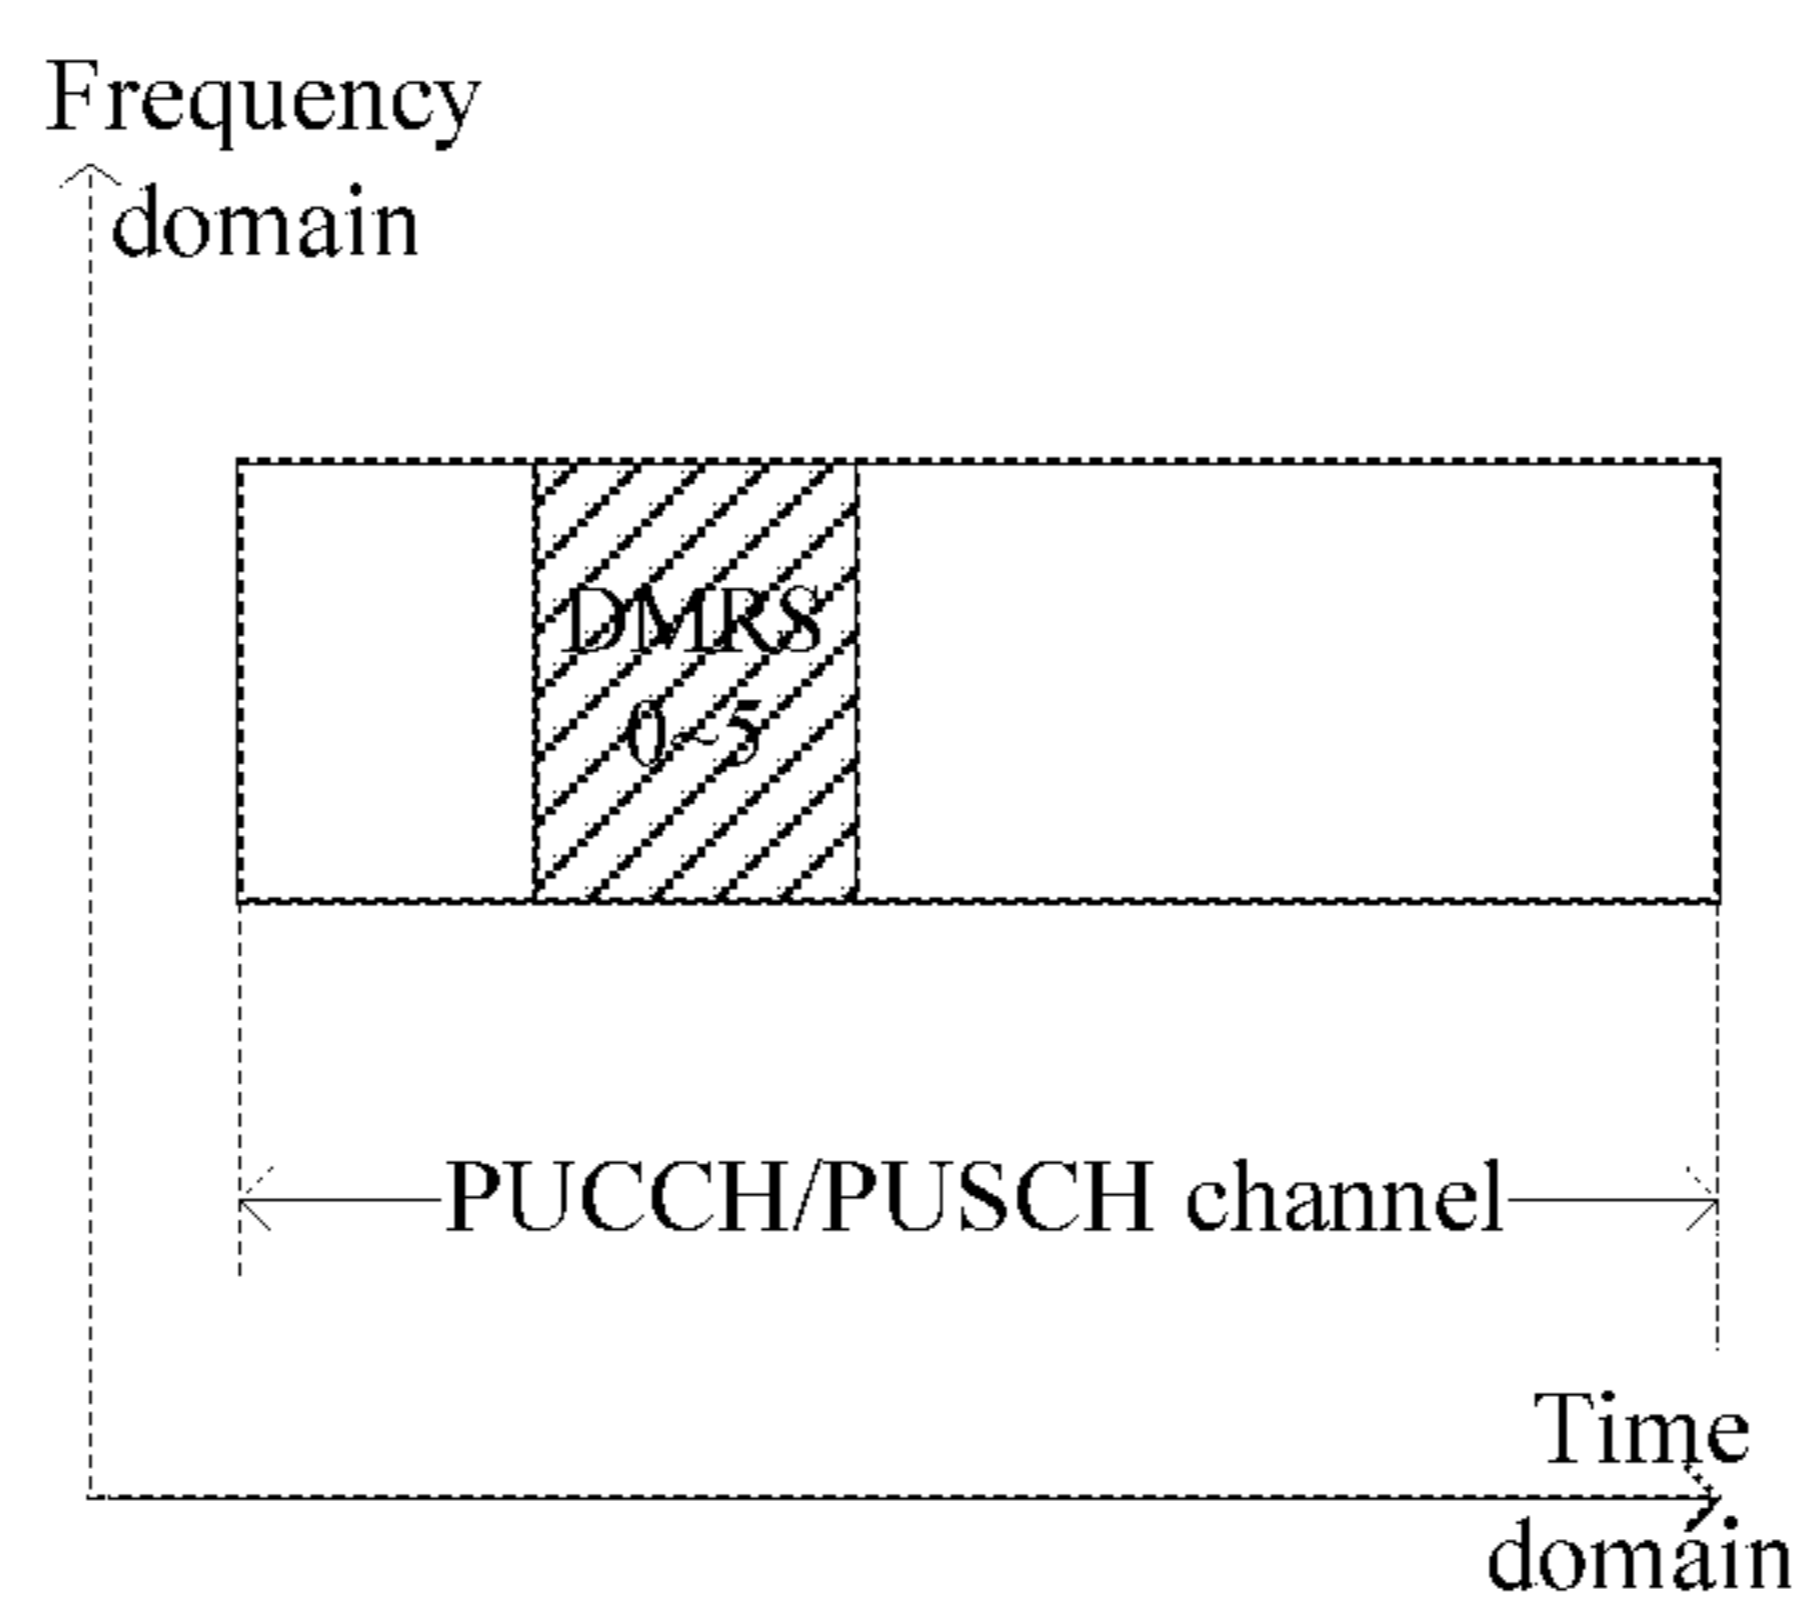 Frequency
domain
DMRS
0~5
PUCCH/PUSCH channel
Time
domain